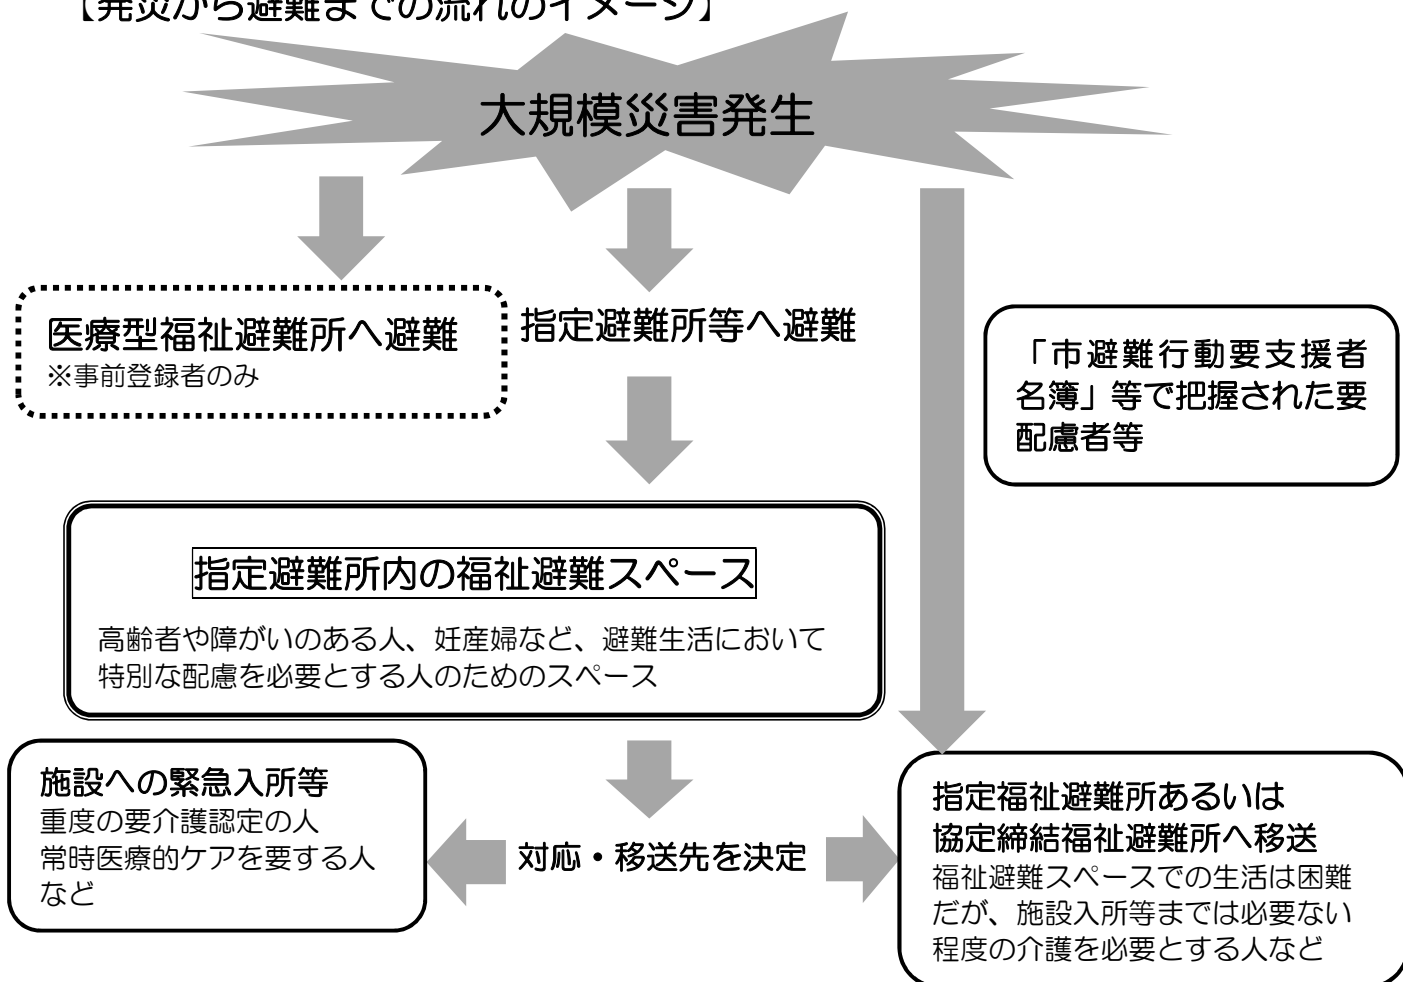 【発災から避難までの流れのイメージ】
大規模災害発生
医療型福祉避難所へ避難
※事前登録者のみ
指定避難所等へ避難
「市避難行動要支援者
名簿」等で把握された要
配慮者等
指定避難所内の福祉避難スペース
高齢者や障がいのある人、妊産婦など、避難生活において
特別な配慮を必要とする人のためのスペース
施設への緊急入所等
重度の要介護認定の人
常時医療的ケアを要する人
など
対応・移送先を決定
指定福祉避難所あるいは
協定締結福祉避難所へ移送
福祉避難スペースでの生活は困難
だが、施設入所等までは必要ない
程度の介護を必要とする人など